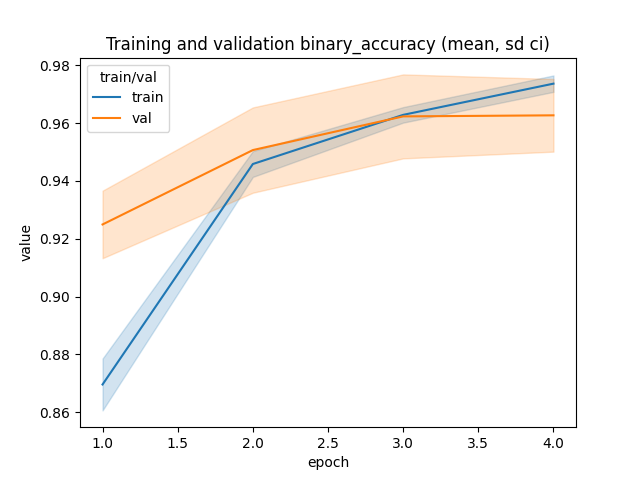 Training and validation binary_accuracy (mean, sd ci)
train/val
train
val
0.98
0.96
0.94
0.92
0.90
0.88
0.86
value
1.0 1.5 2.0 2.5 3.0 3.5 4.0
epoch